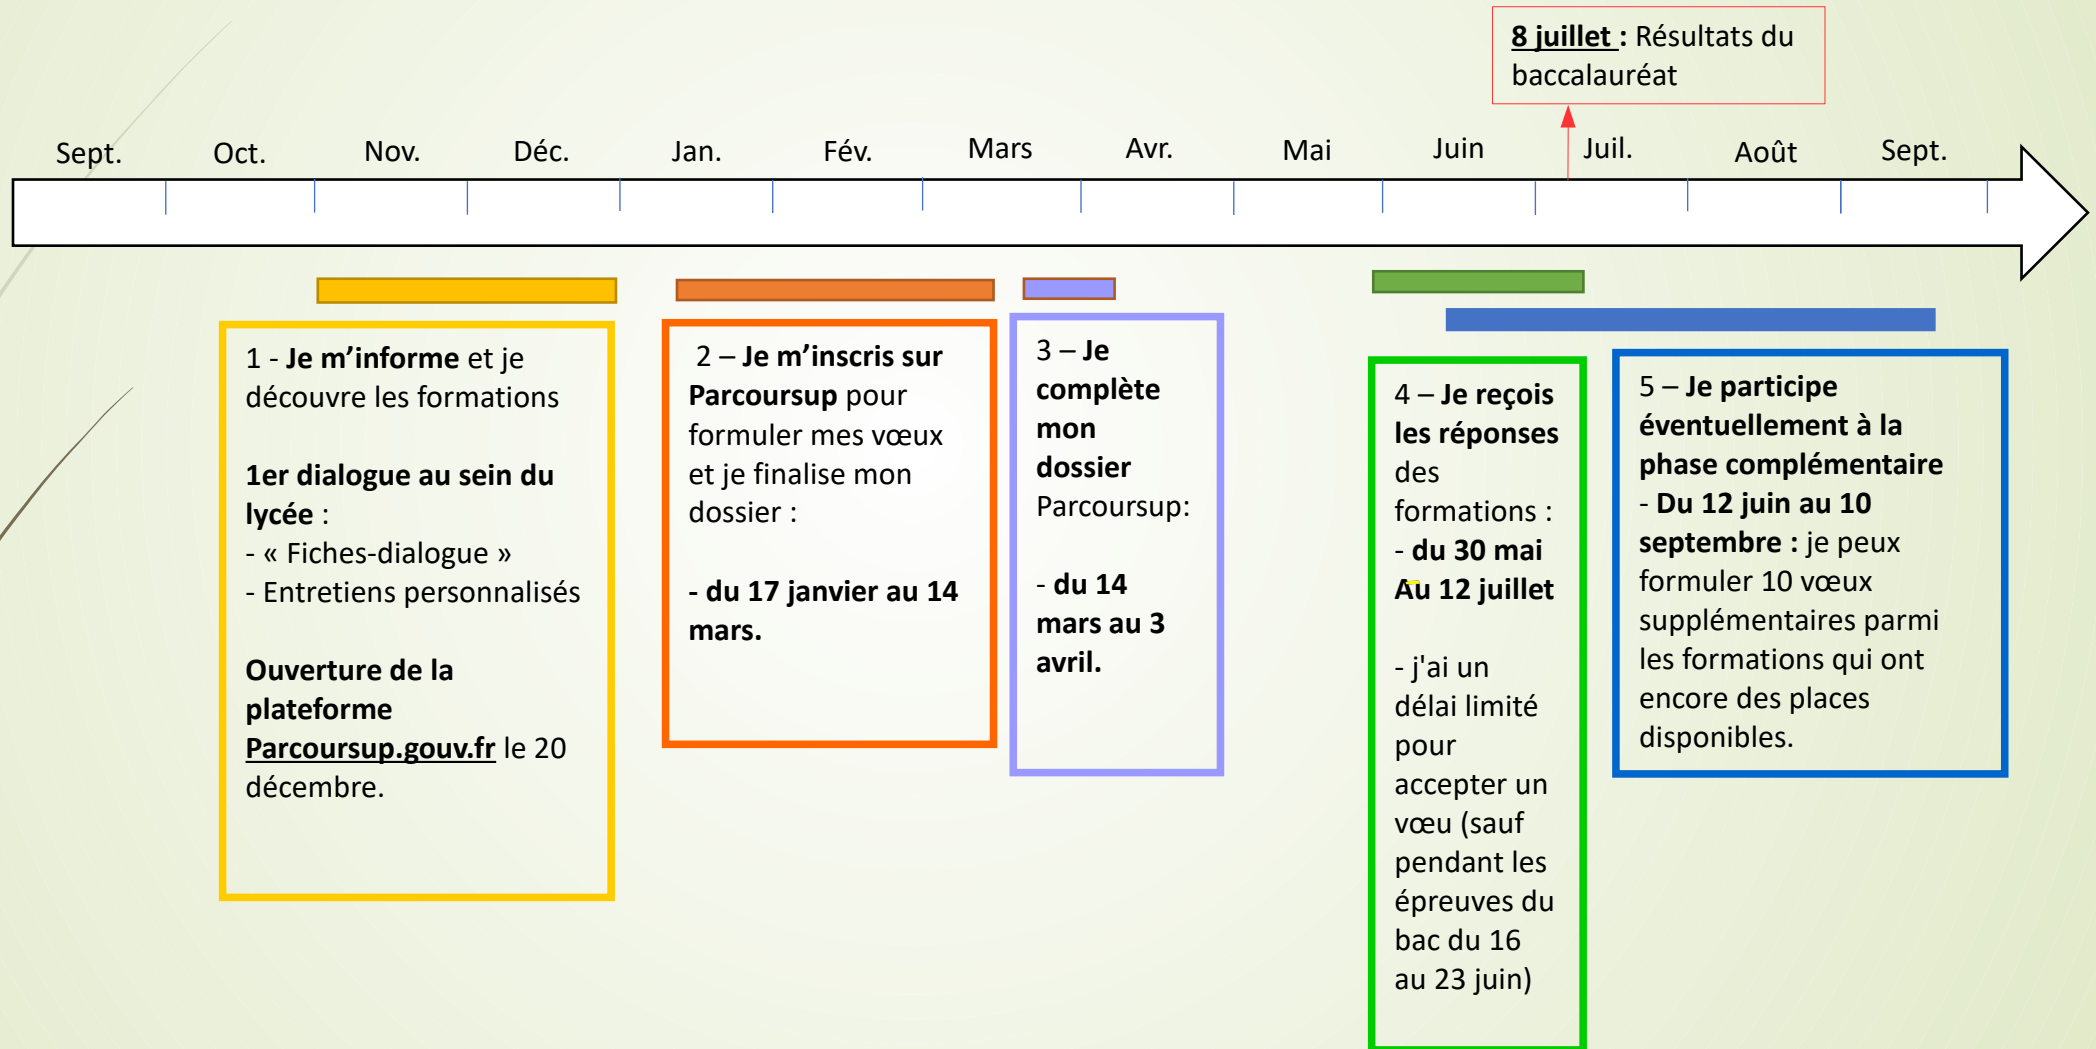 8 juillet : Résultats du
baccalauréat
Sept. Oct. Nov. Déc. Jan. Fév. Mars Avr. Mai Juin Juil. Août Sept.
1 - Je m’informe et je
découvre les formations
1er dialogue au sein du
lycée :
- « Fiches-dialogue »
- Entretiens personnalisés
Ouverture de la
plateforme
Parcoursup.gouv.fr le 20
décembre.
2 – Je m’inscris sur
Parcoursup pour
formuler mes vœux
et je finalise mon
dossier :
- du 17 janvier au 14
mars.
3 – Je
complète
mon
dossier
Parcoursup:
- du 14
mars au 3
avril.
4 – Je reçois
les réponses
des
formations :
- du 30 mai
Au 12 juillet
- j'ai un
délai limité
pour
accepter un
vœu (sauf
pendant les
épreuves du
bac du 16
au 23 juin)
5 – Je participe
éventuellement à la
phase complémentaire
- Du 12 juin au 10
septembre : je peux
formuler 10 vœux
supplémentaires parmi
les formations qui ont
encore des places
disponibles.